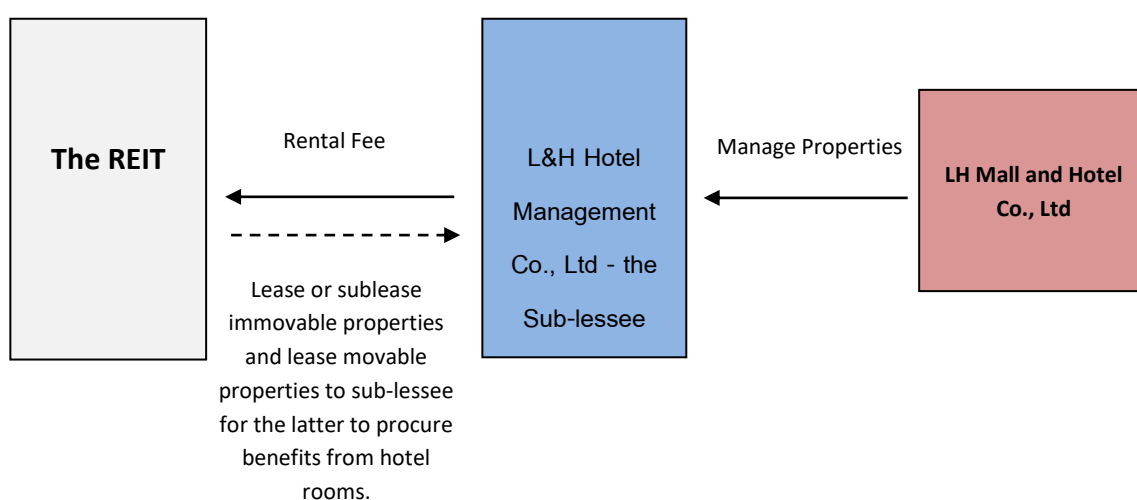 The REIT
Rental Fee
Lease or sublease
immovable properties
and lease movable
properties to sub-lessee
for the latter to procure
benefits from hotel
rooms.
L&H Hotel
Management
Co., Ltd - the
Sub-lessee
Manage Properties
LH Mall and Hotel
Co., Ltd